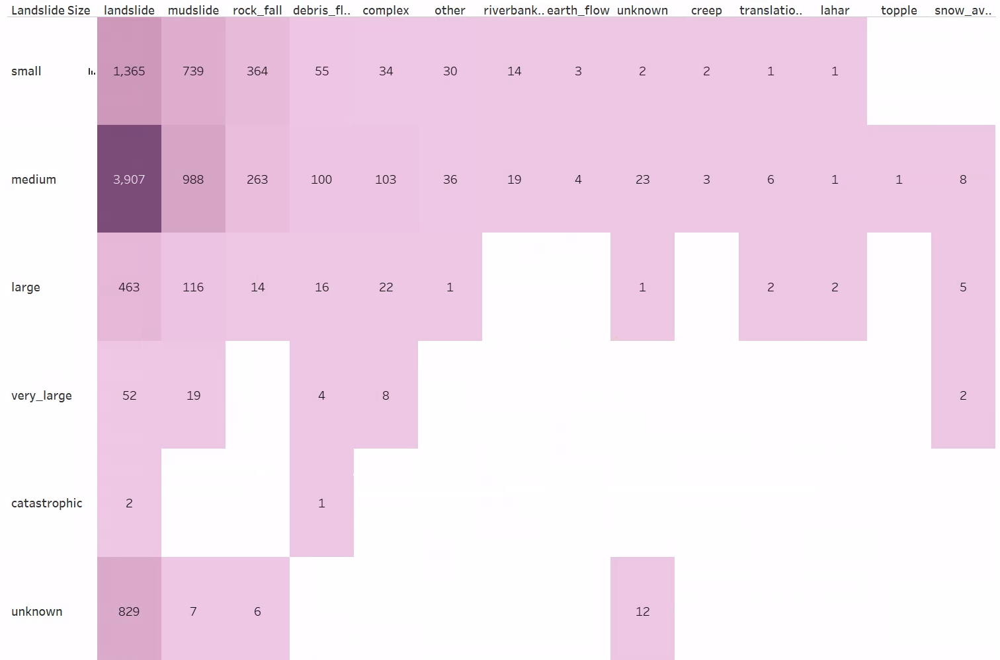 Landslide Size landslide mudslide rock_fall debris_fl.. complex other riverbank.. earth_flow unknown creep translatio.. lahar topple snow_av..
small 1,365 739 364 55 34 30 14 3 2 2 1 1
medium 3,907 988 263 100 103 36 19 4 23 3 6 1 1 8
large 463 116 14 16 22 1 1 2 2 5
very_large 52 19 4 8 2
catastrophic 2 1
unknown 829 7 6 12